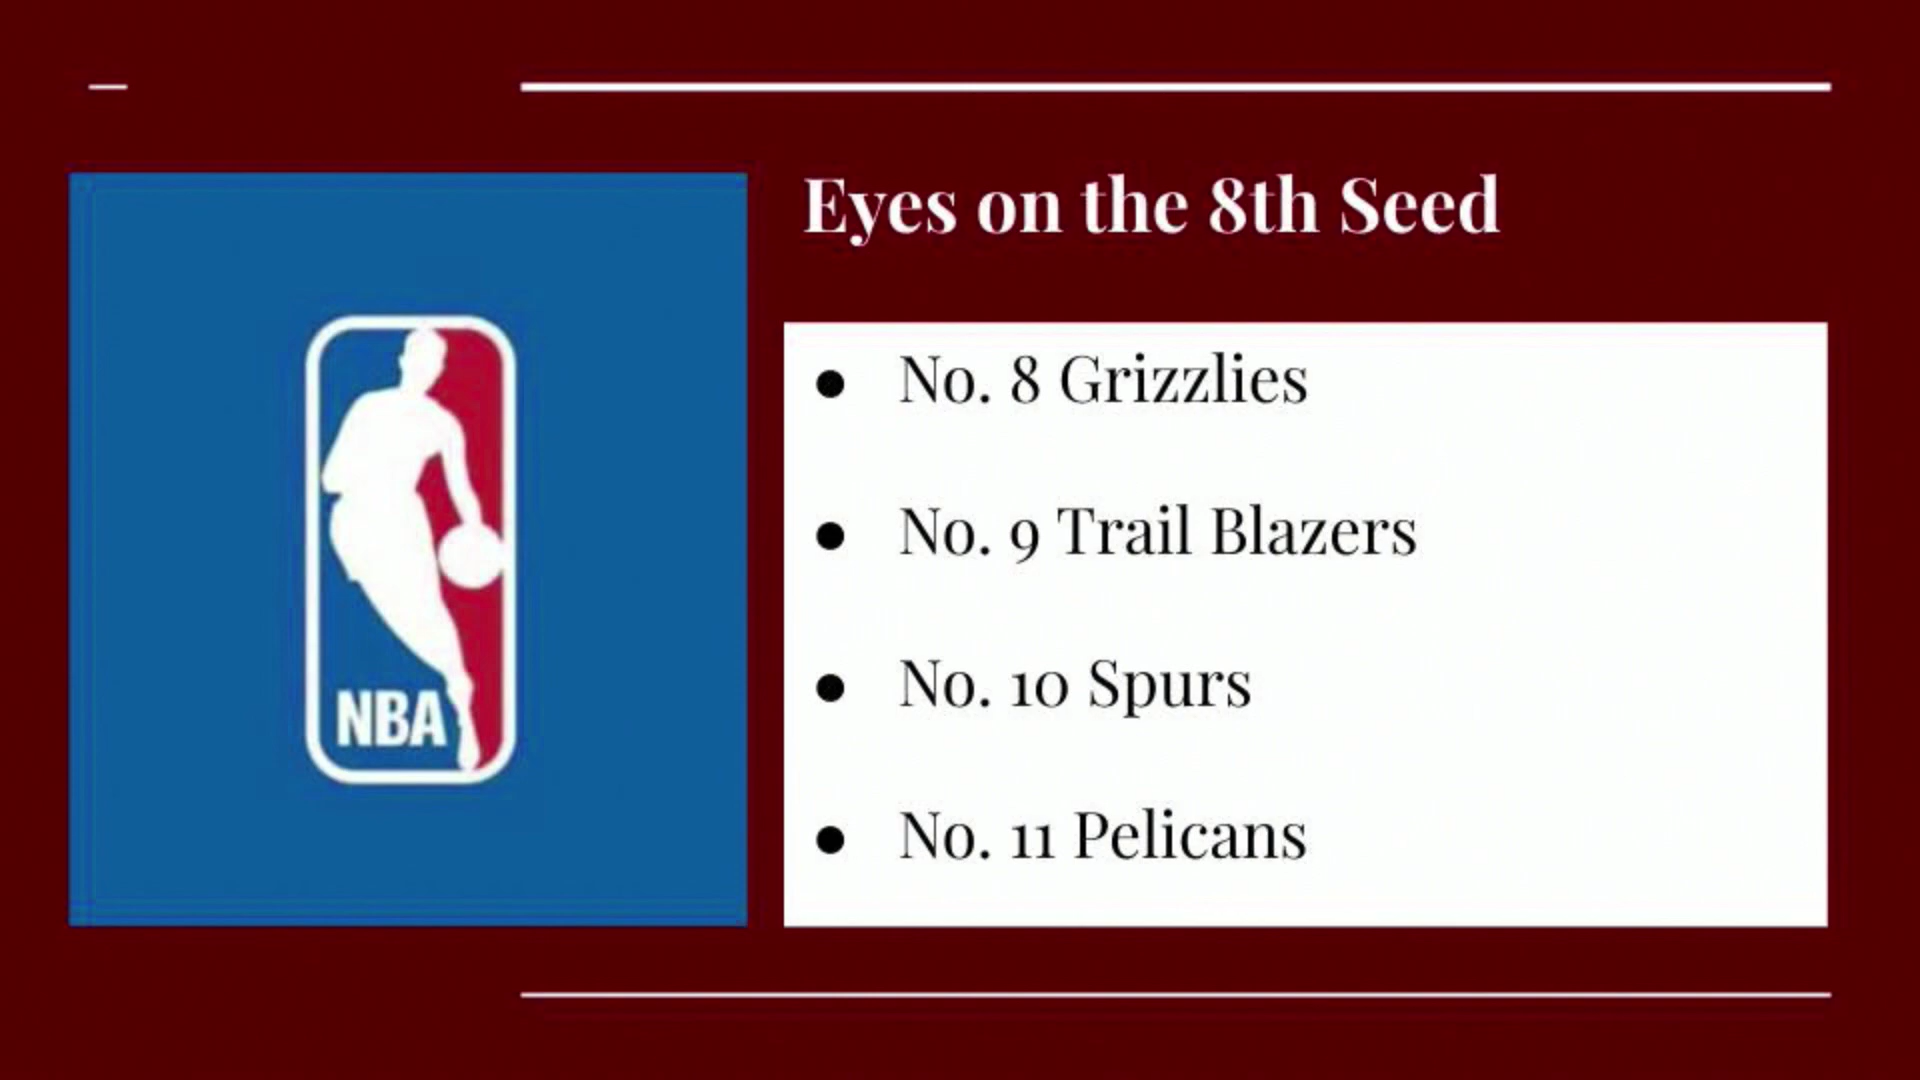 Eyes on the 8th Seed
● No. 8 Grizzlies
● No. 9 Trail Blazers
● No. 10 Spurs
● No. 11 Pelicans
NBA